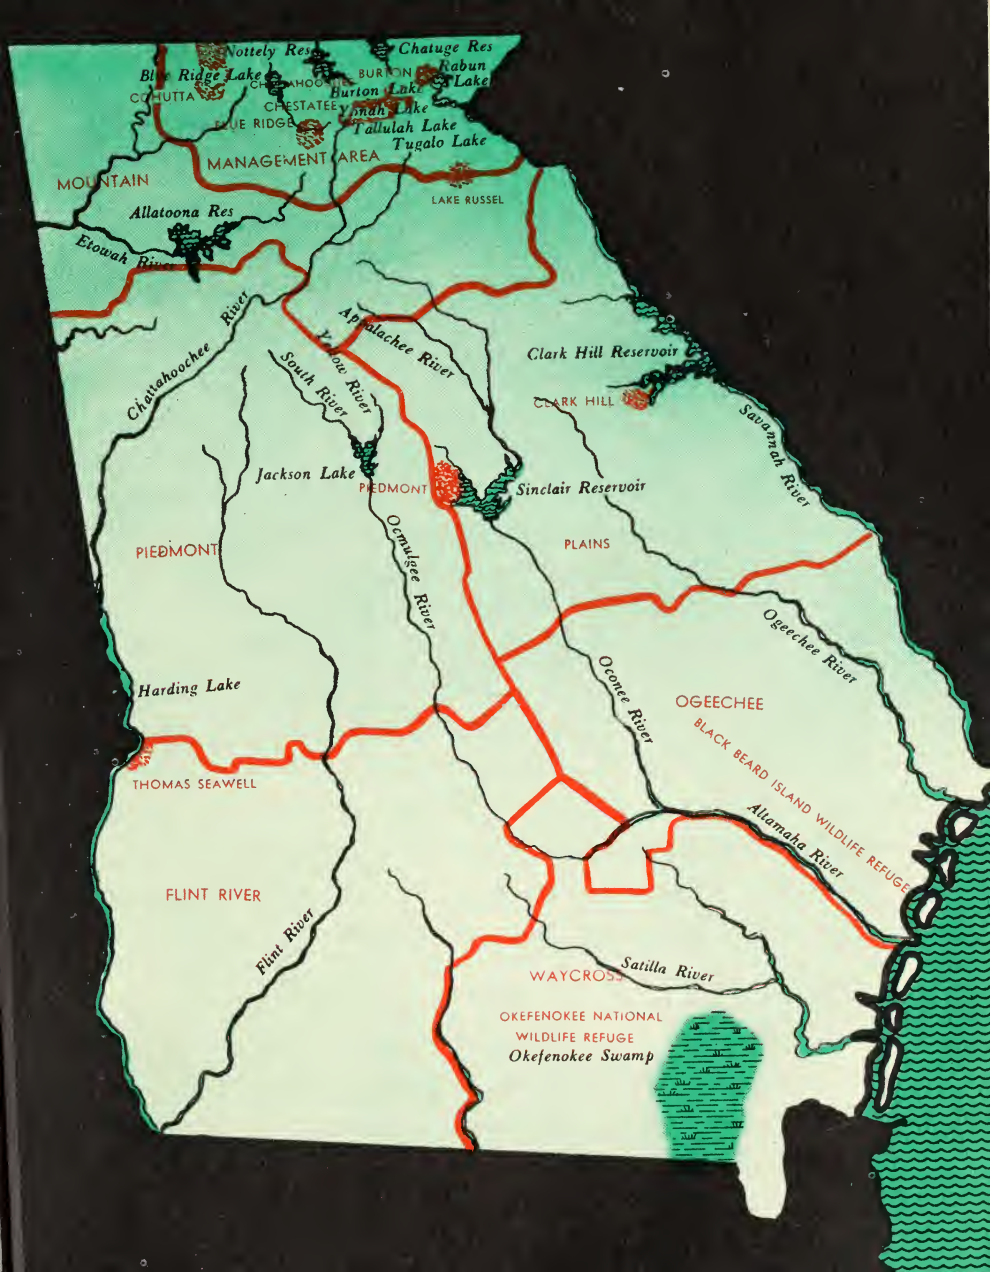 Nottely Res
Chatuge Res
Blue Ridge Lake
BURTON
Rabun
Lake
COHUTTA
CHATTAHOOCHEE
Burton Lake
CHESTATEE
Yonah Lake
BLUE RIDGE
Tallulah Lake
Tugalo Lake
MANAGEMENT AREA
MOUNTAIN
LAKE RUSSEL
Allatoona Res
Etowah River
Chattahoochee River
Appalachee River
Yellow River
South River
Clark Hill Reservoir
CLARK HILL
Savannah River
Jackson Lake
PIEDMONT
Sinclair Reservoir
PIEDMONT
Ocmulgee River
PLAINS
Ogeechee River
Harding Lake
Oconee River
OGEECHEE
BLACK BEARD ISLAND WILDLIFE REFUGE
THOMAS SEAWELL
Altamaha River
FLINT RIVER
Flint River
WAYCROSS
Satilla River
OKEFENOKEE NATIONAL
WILDLIFE REFUGE
Okefenokee Swamp